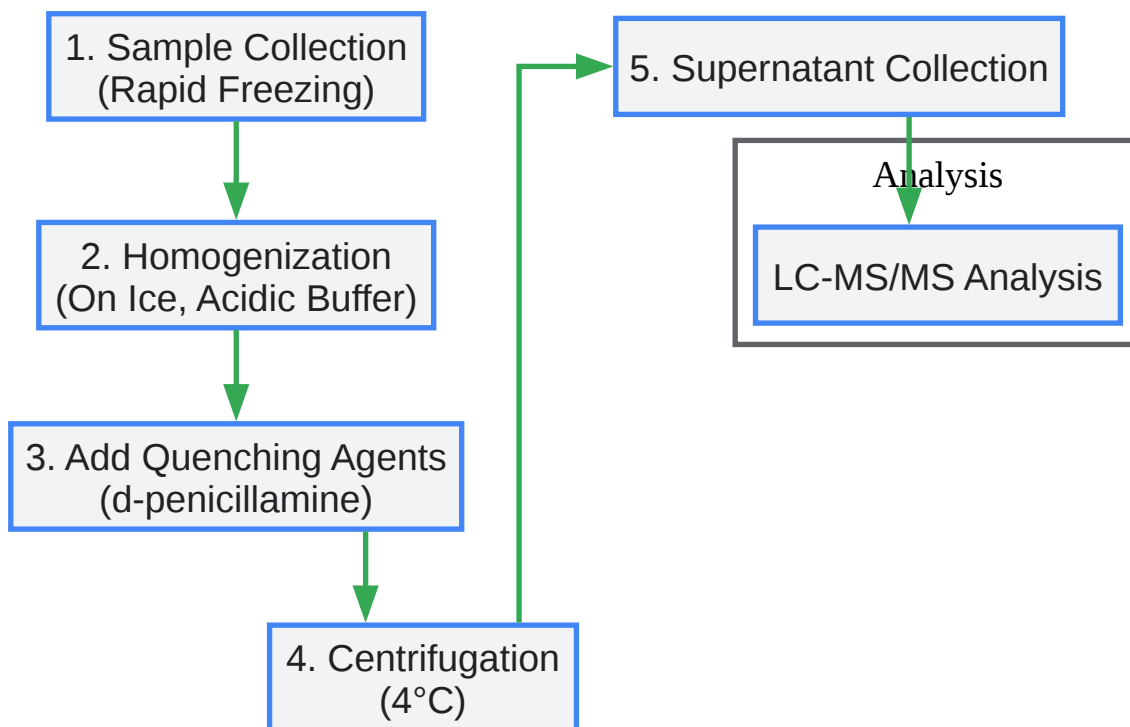 1. Sample Collection
(Rapid Freezing)
2. Homogenization
(On Ice, Acidic Buffer)
3. Add Quenching Agents
(d-penicillamine)
4. Centrifugation
(4°C)
5. Supernatant Collection
Analysis
LC-MS/MS Analysis